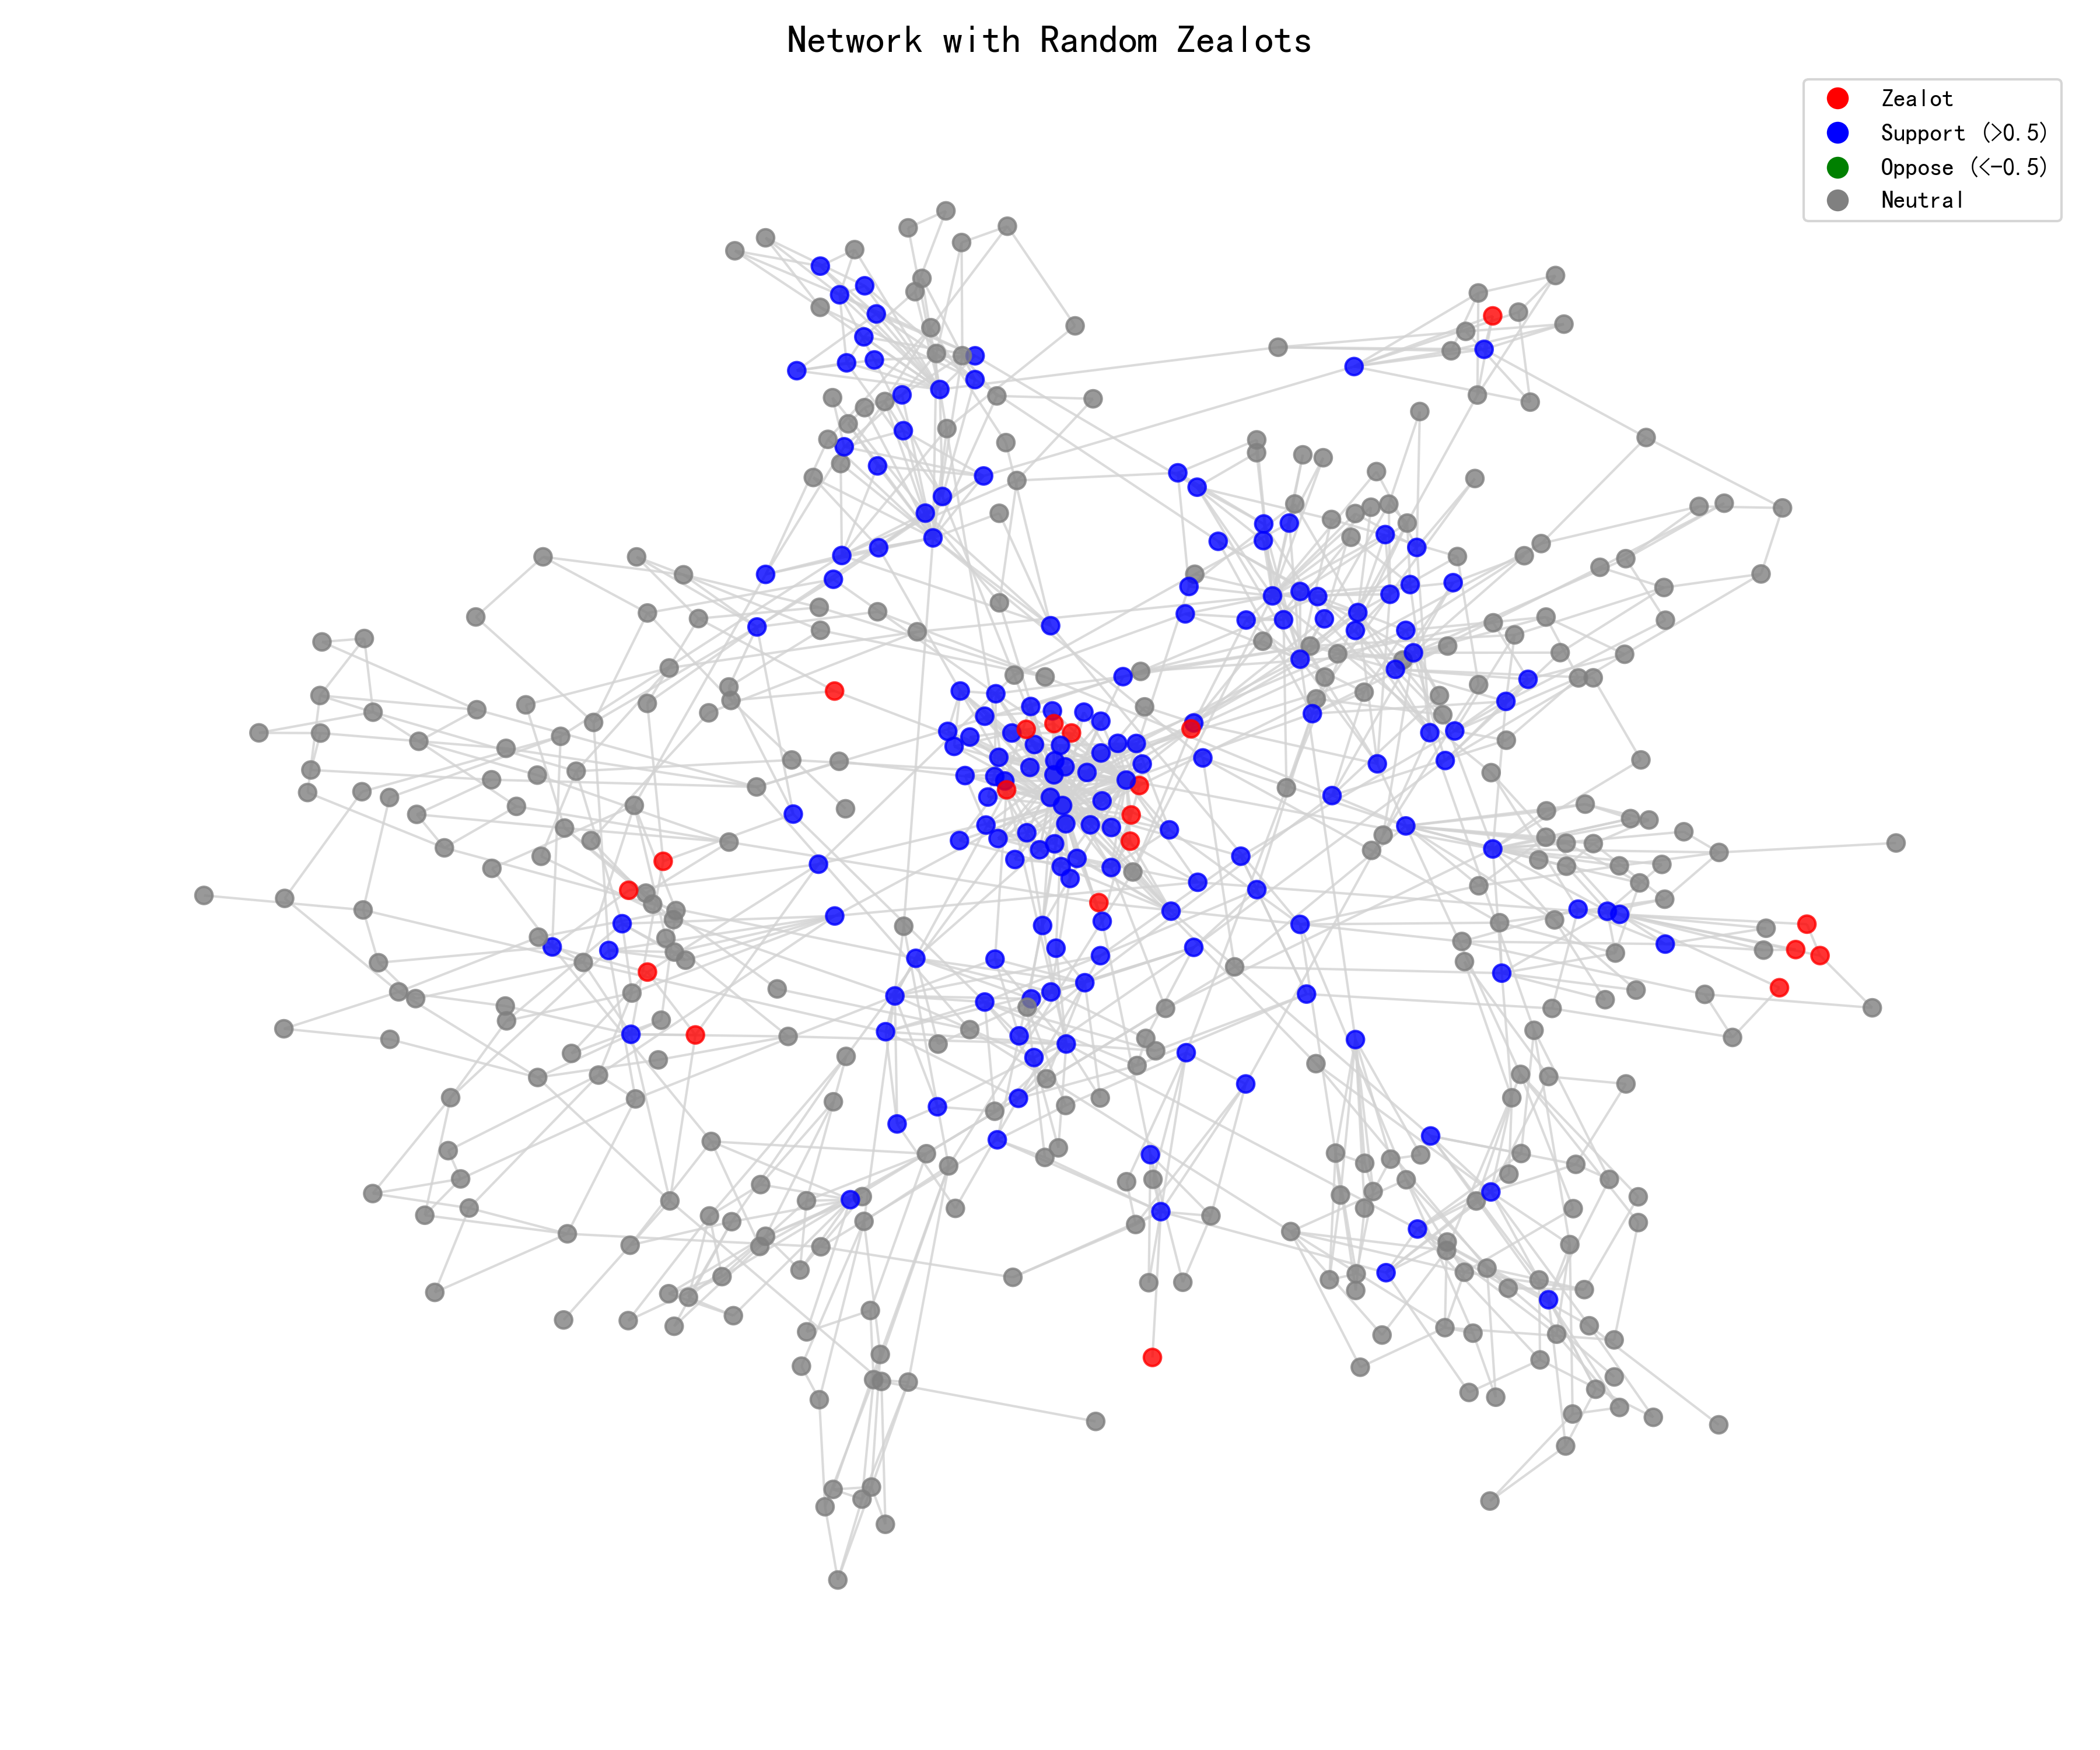 Network with Random Zealots
Zealot
Support (>0.5)
Oppose (<-0.5)
Neutral